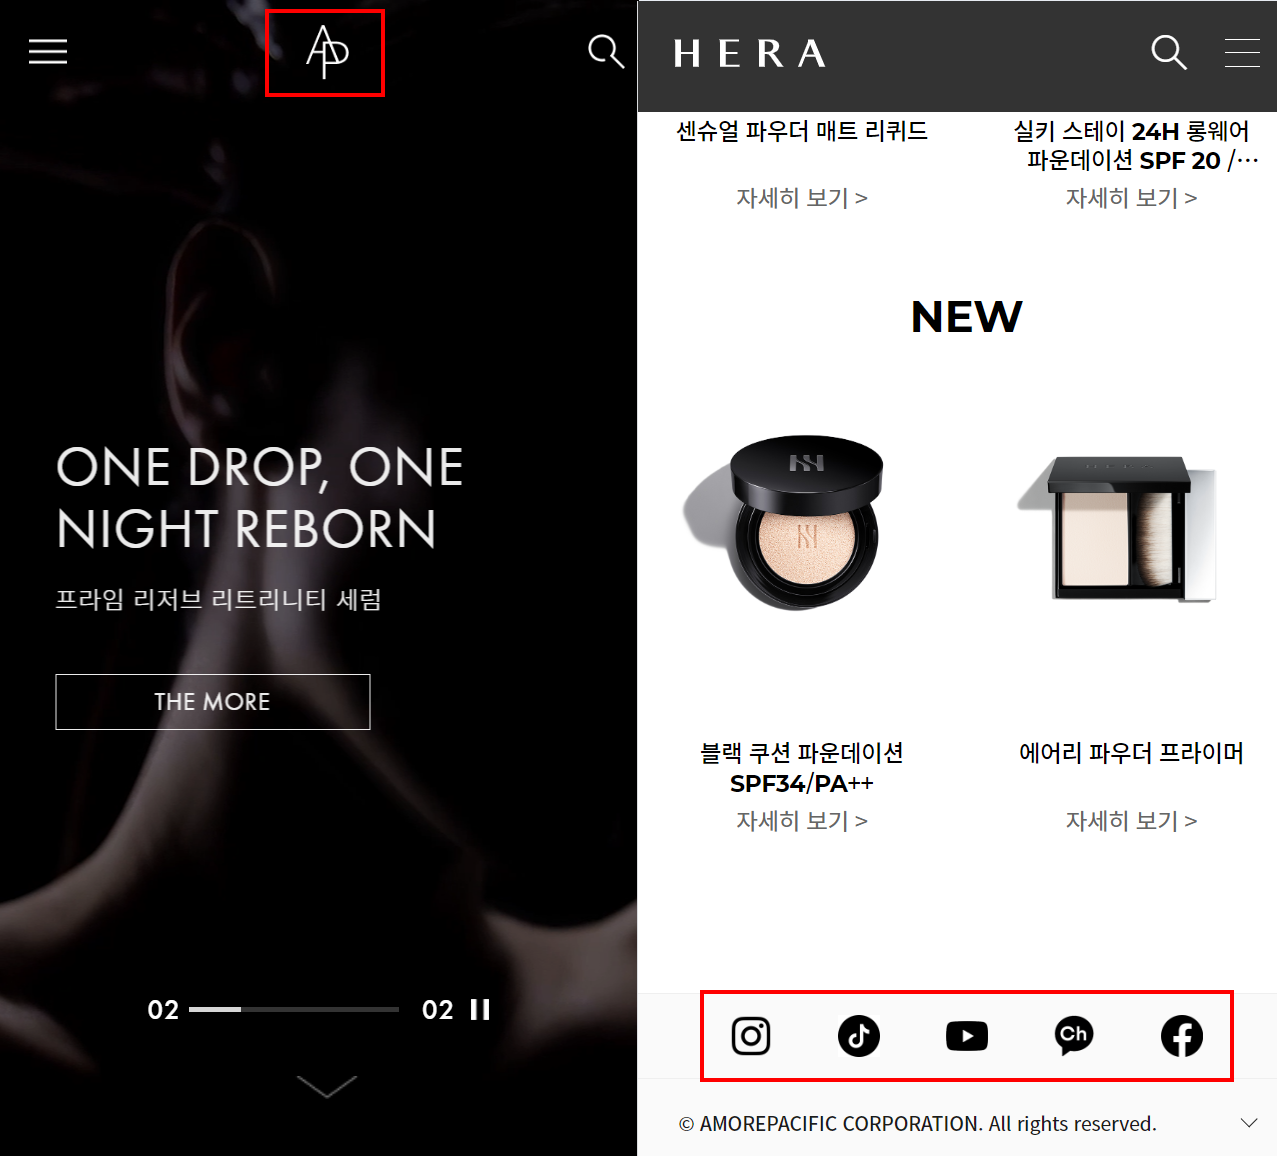 AP
ONE DROP, ONE
NIGHT REBORN
프라임 리저브 리트리니티 세럼
THE MORE
02
02
HERA
센슈얼 파우더 매트 리퀴드
자세히 보기 >
실키 스테이 24H 롱웨어
파운데이션 SPF 20 /…
자세히 보기 >
NEW
HERA
블랙 쿠션 파운데이션
SPF34/PA++
자세히 보기 >
에어리 파우더 프라이머
자세히 보기 >
Ch
© AMOREPACIFIC CORPORATION. All rights reserved.